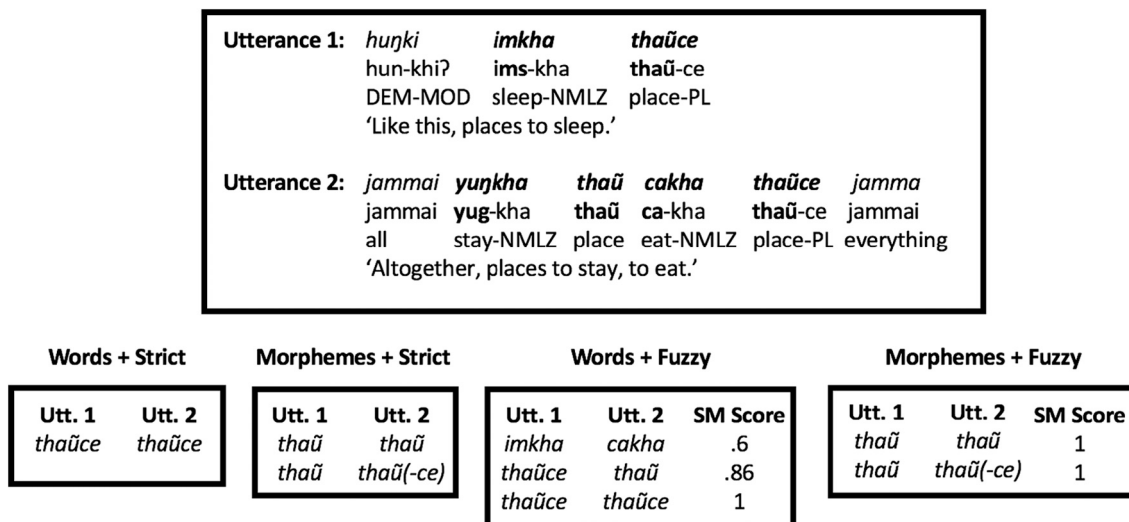 Utterance 1: huŋki imkha thaũce
hun-khiʔ ims-kha thaũ-ce
DEM-MOD sleep-NMLZ place-PL
‘Like this, places to sleep.’
Utterance 2: jammai yuŋkha thaũ cakha thaũce jamma
jammai yug-kha thaũ ca-kha thaũ-ce jammai
all stay-NMLZ place eat-NMLZ place-PL everything
‘Altogether, places to stay, to eat.’
Words + Strict
Utt. 1 Utt. 2
thaũce thaũce
Morphemes + Strict
Utt. 1 Utt. 2
thaũ thaũ
thaũ thaũ(-ce)
Words + Fuzzy
Utt. 1 Utt. 2 SM Score
imkha cakha .6
thaũce thaũ .86
thaũce thaũce 1
Morphemes + Fuzzy
Utt. 1 Utt. 2 SM Score
thaũ thaũ 1
thaũ thaũ(-ce) 1